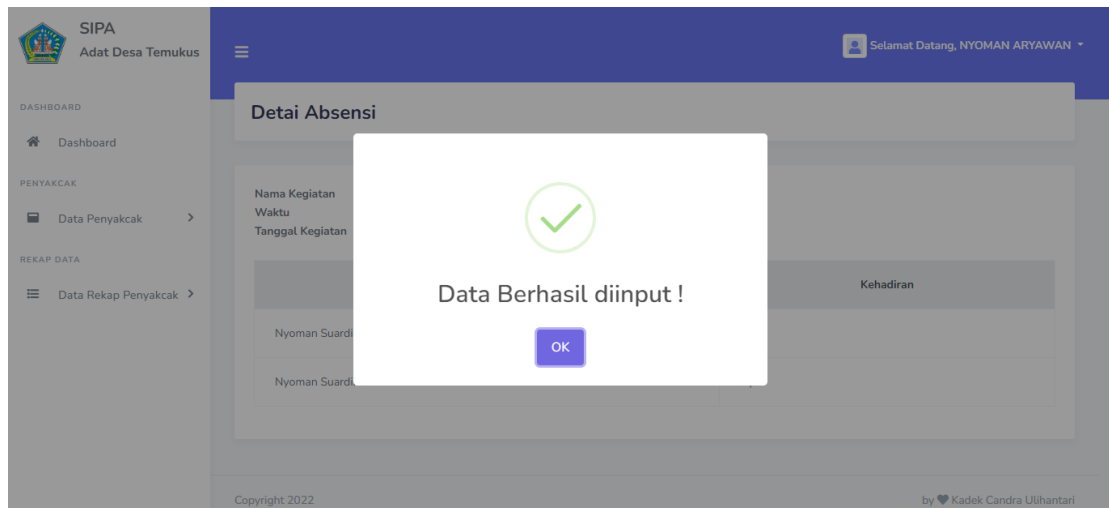 SIPA
Adat Desa Temukus
Selamat Datang, NYOMAN ARYAWAN
DASHBOARD
Dashboard
PENYAKCAK
Data Penyakcak
REKAP DATA
Data Rekap Penyakcak
Detai Absensi
Nama Kegiatan
Waktu
Tanggal Kegiatan
Kehadiran
Nyoman Suardi
Nyoman Suardi
Data Berhasil diinput !
OK
Copyright 2022
by ♥ Kadek Candra Ulihantari